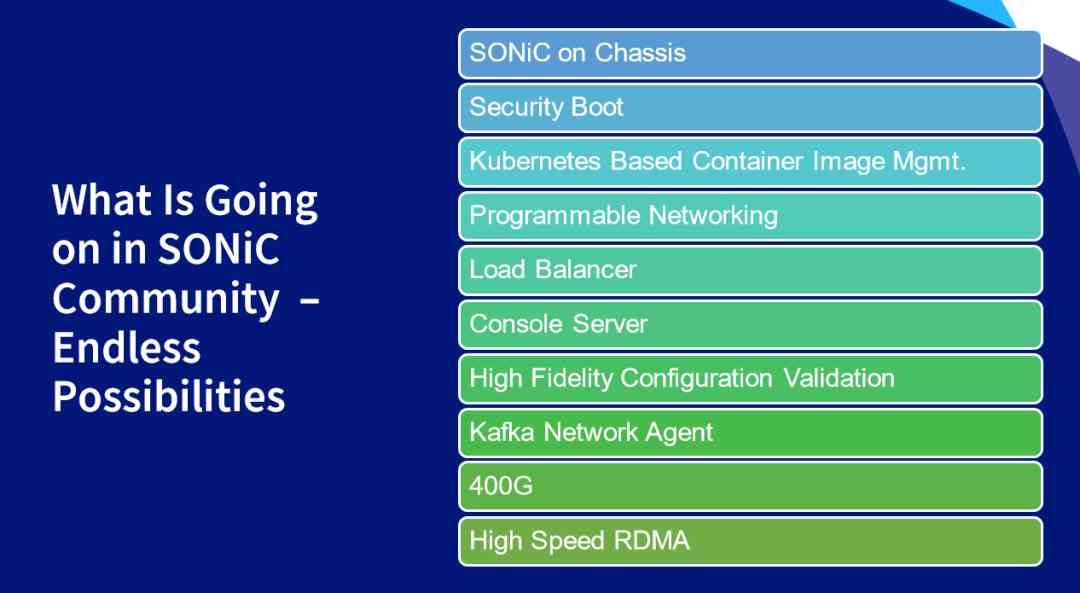 What Is Going
on in SONiC
Community –
Endless
Possibilities
SONiC on Chassis
Security Boot
Kubernetes Based Container Image Mgmt.
Programmable Networking
Load Balancer
Console Server
High Fidelity Configuration Validation
Kafka Network Agent
400G
High Speed RDMA